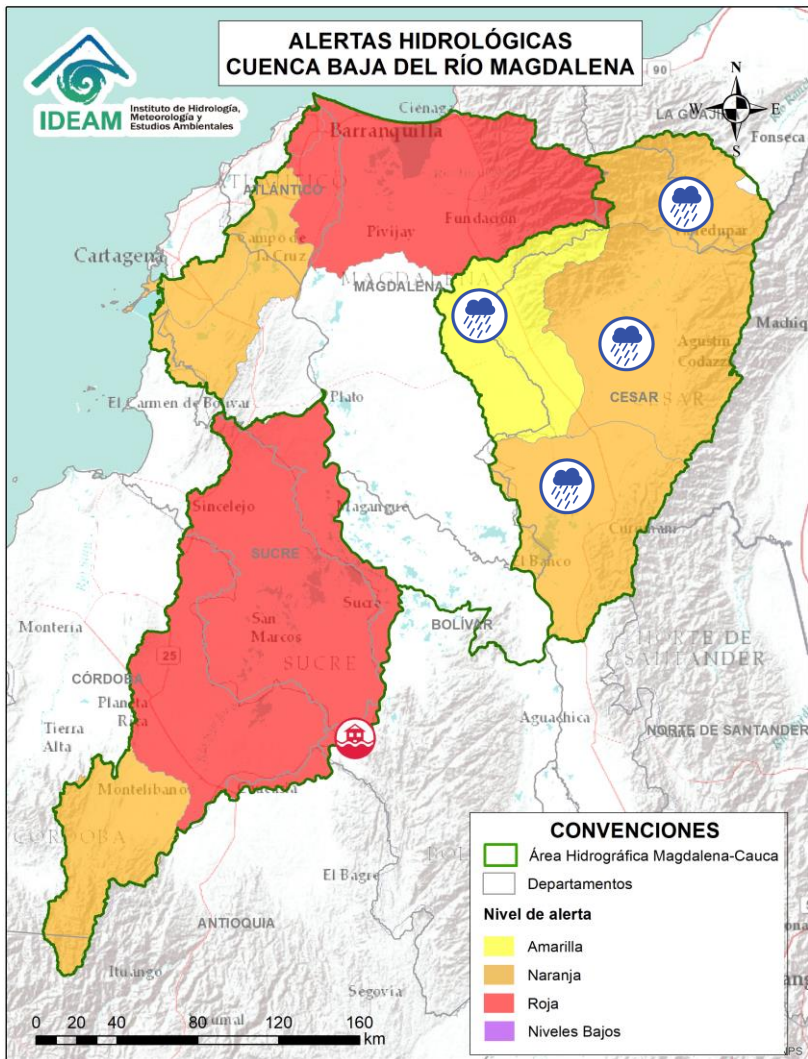 ALERTAS HIDROLÓGICAS
CUENCA BAJA DEL RÍO MAGDALENA
IDEAM
Instituto de Hidrología,
Meteorología y
Estudios Ambientales
90
N
W
E
S
Ciénaga
LA GUAJI
Fonseca
Barranquilla
ATLÁNTICO
Fundación
Pivijay
Cartagena
Campo de
la Cruz
MAGDALENA
Agustín
Codazz
Machiq
CESAR
El Carmen de Bolívar
Plato
Sincelejo
Magangué
SUCRE
Curumaní
El Banco
Sucre
San
Marcos
BOLÍVAR
Montería
25
SUCRE
NORTE DE
SANTANDER
CÓRDOBA
Planeta
Rica
Tierra
Alta
Aguachica
NORTE DE SANTANDER
Montelíbano
CÓRDOBA
El Bagre
ANTIOQUIA
Ituango
Segovia
0 20 40 80 120 160
km
CONVENCIONES
Área Hidrográfica Magdalena-Cauca
Departamentos
Nivel de alerta
Amarilla
Naranja
Roja
Niveles Bajos